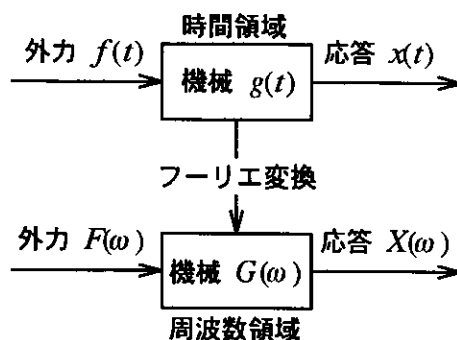 時間領域
外力 f(t)
機械 g(t)
応答 x(t)
フーリエ変換
外力 F(ω)
機械 G(ω)
応答 X(ω)
周波数領域